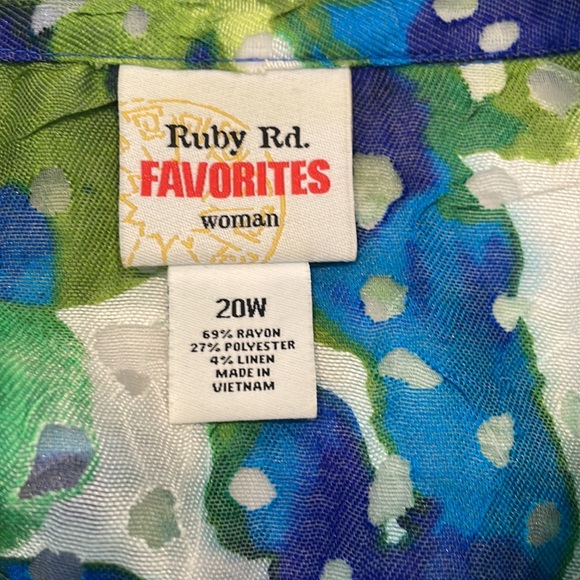 Ruby Rd.
FAVORITES
woman
20W
69% RAYON
27% POLYESTER
4% LINEN
MADE IN
VIETNAM